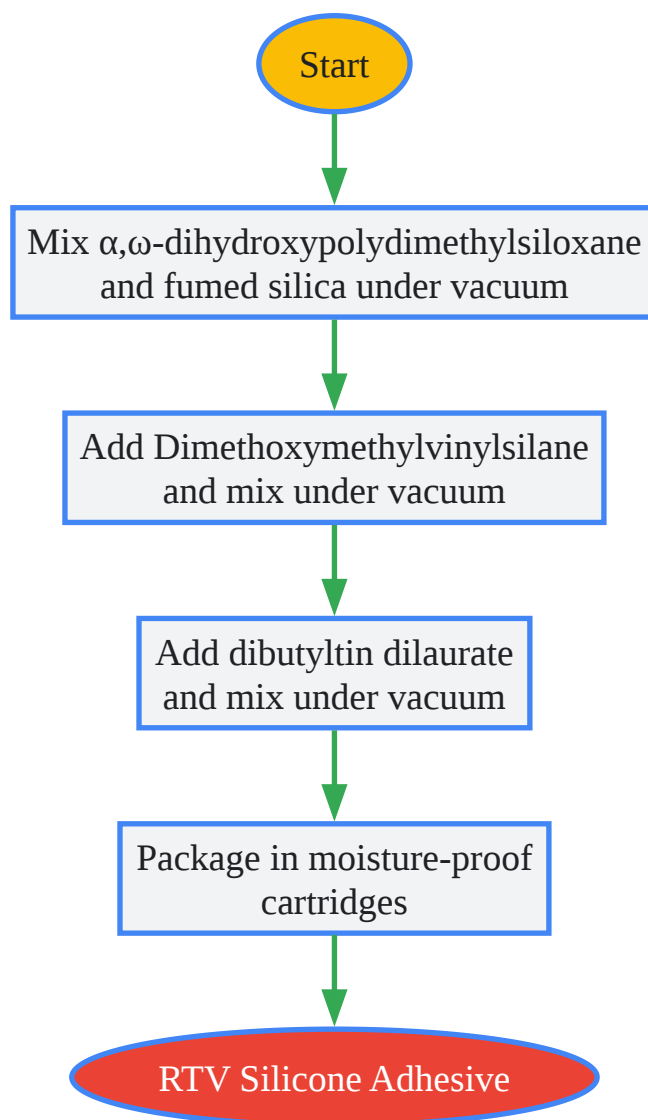 Start
Mix α,ω-dihydroxypolydimethylsiloxane
and fumed silica under vacuum
Add Dimethoxymethylvinylsilane
and mix under vacuum
Add dibutyltin dilaurate
and mix under vacuum
Package in moisture-proof
cartridges
RTV Silicone Adhesive